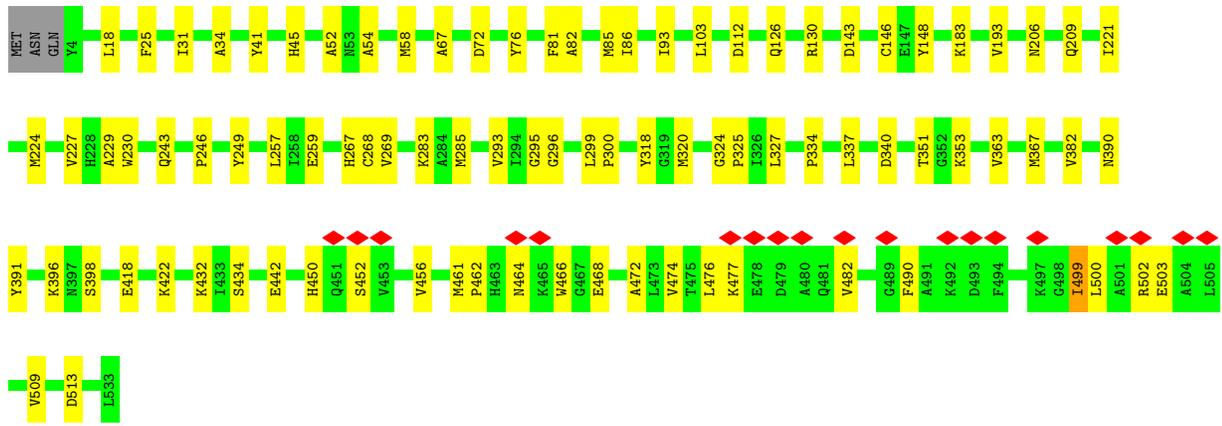 MET ASN GLN Y4 L18 F25 I31 A34 Y41 H45 A52 N53 A54 M58 A67 D72 Y76 F81 A82 M85 I86 I93 L103 D112 Q126 R130 D143 C146 E147 Y148 K183 V193 N206 Q209 I221
M224 V227 H228 A229 W230 Q243 P246 Y249 L257 I258 E259 H267 C268 V269 K283 A284 M285 V293 I294 G295 G296 L299 P300 Y318 G319 M320 G324 P325 I326 L327 P334 L337 D340 T351 G352 K353 V363 M367 V382 N390
Y391 K396 N397 S398 E418 K422 K432 I433 S434 E442 H450 Q451 S452 V453 V456 M461 P462 H463 N464 K465 W466 G467 E468 A472 L473 V474 T475 L476 K477 E478 D479 A480 Q481 V482 G489 F490 A491 K492 D493 F494 K497 G498 I499 L500 A501 R502 E503 A504 L505
V509 D513 L533